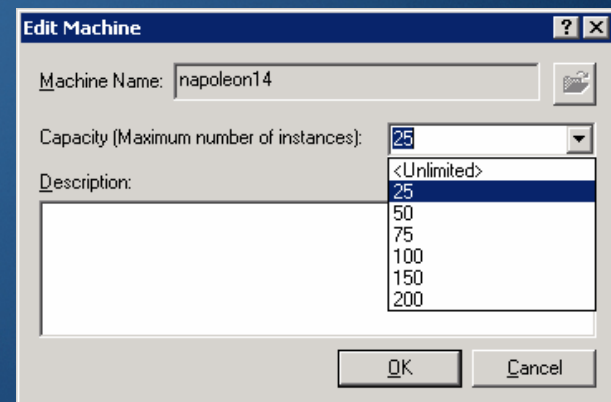 Edit Machine
Machine Name: napoleon14
Capacity (Maximum number of instances): 25
<Unlimited>
Description:
25
50
75
100
150
200
OK Cancel